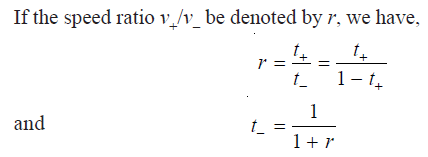 If the speed ratio v₊/v₋ be denoted by r, we have,
r = t₊/t₋ = t₊/(1 − t₊)
and t₋ = 1/(1 + r)